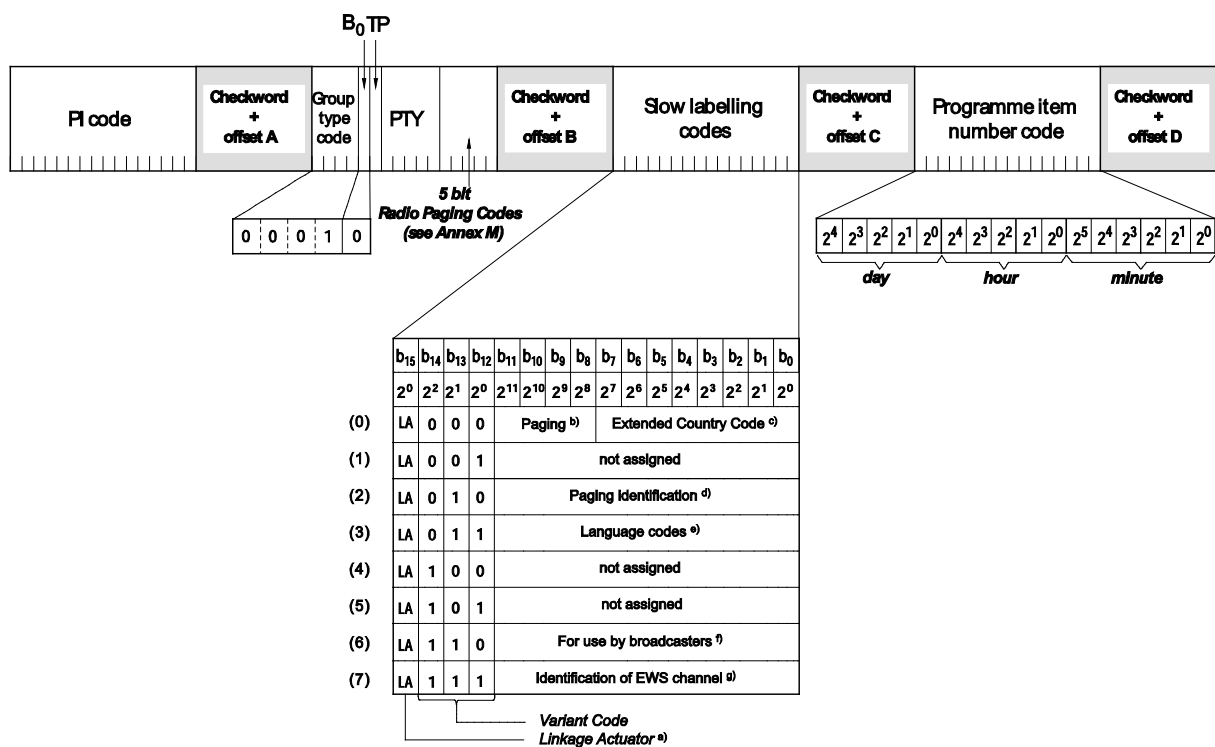 B₀TP
PI code
Checkword
+
offset A
Group
type
code
PTY
Checkword
+
offset B
Slow labelling
codes
Checkword
+
offset C
Programme item
number code
Checkword
+
offset D
5 bit
Radio Paging Codes
(see Annex M)
0 0 0 1 0
2⁴ 2³ 2² 2¹ 2⁰ 2⁴ 2³ 2² 2¹ 2⁰ 2⁵ 2⁴ 2³ 2² 2¹ 2⁰
day hour minute
b₁₅ b₁₄ b₁₃ b₁₂ b₁₁ b₁₀ b₉ b₈ b₇ b₆ b₅ b₄ b₃ b₂ b₁ b₀
2⁰ 2² 2¹ 2⁰ 2¹¹ 2¹⁰ 2⁹ 2⁸ 2⁷ 2⁶ 2⁵ 2⁴ 2³ 2² 2¹ 2⁰
(0) LA 0 0 0 Paging ᵇ⁾ Extended Country Code ᶜ⁾
(1) LA 0 0 1 not assigned
(2) LA 0 1 0 Paging identification ᵈ⁾
(3) LA 0 1 1 Language codes ᵉ⁾
(4) LA 1 0 0 not assigned
(5) LA 1 0 1 not assigned
(6) LA 1 1 0 For use by broadcasters ᶠ⁾
(7) LA 1 1 1 Identification of EWS channel ᵍ⁾
Variant Code
Linkage Actuator ᵃ⁾